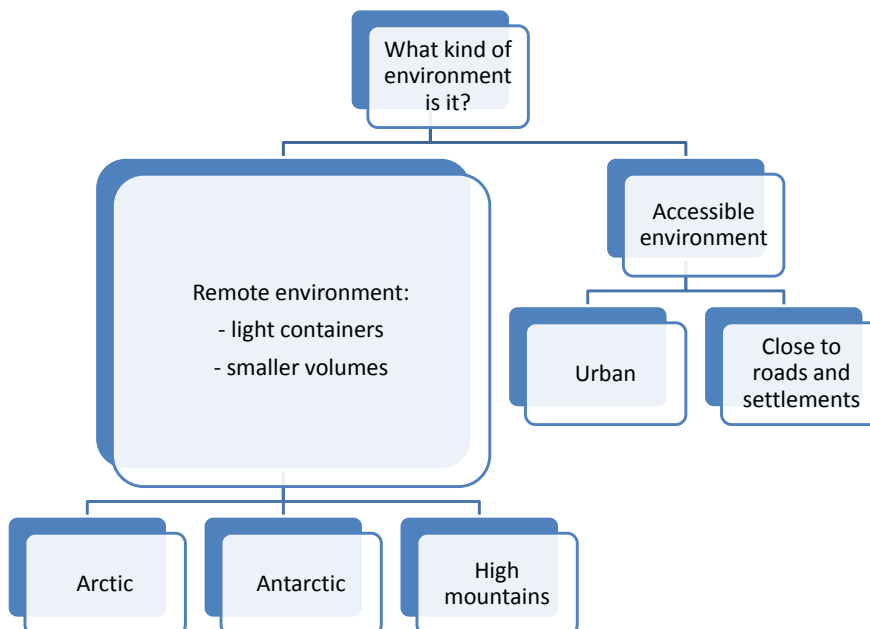 What kind of
environment
is it?
Remote environment:
- light containers
- smaller volumes
Accessible
environment
Urban
Close to
roads and
settlements
Arctic
Antarctic
High
mountains